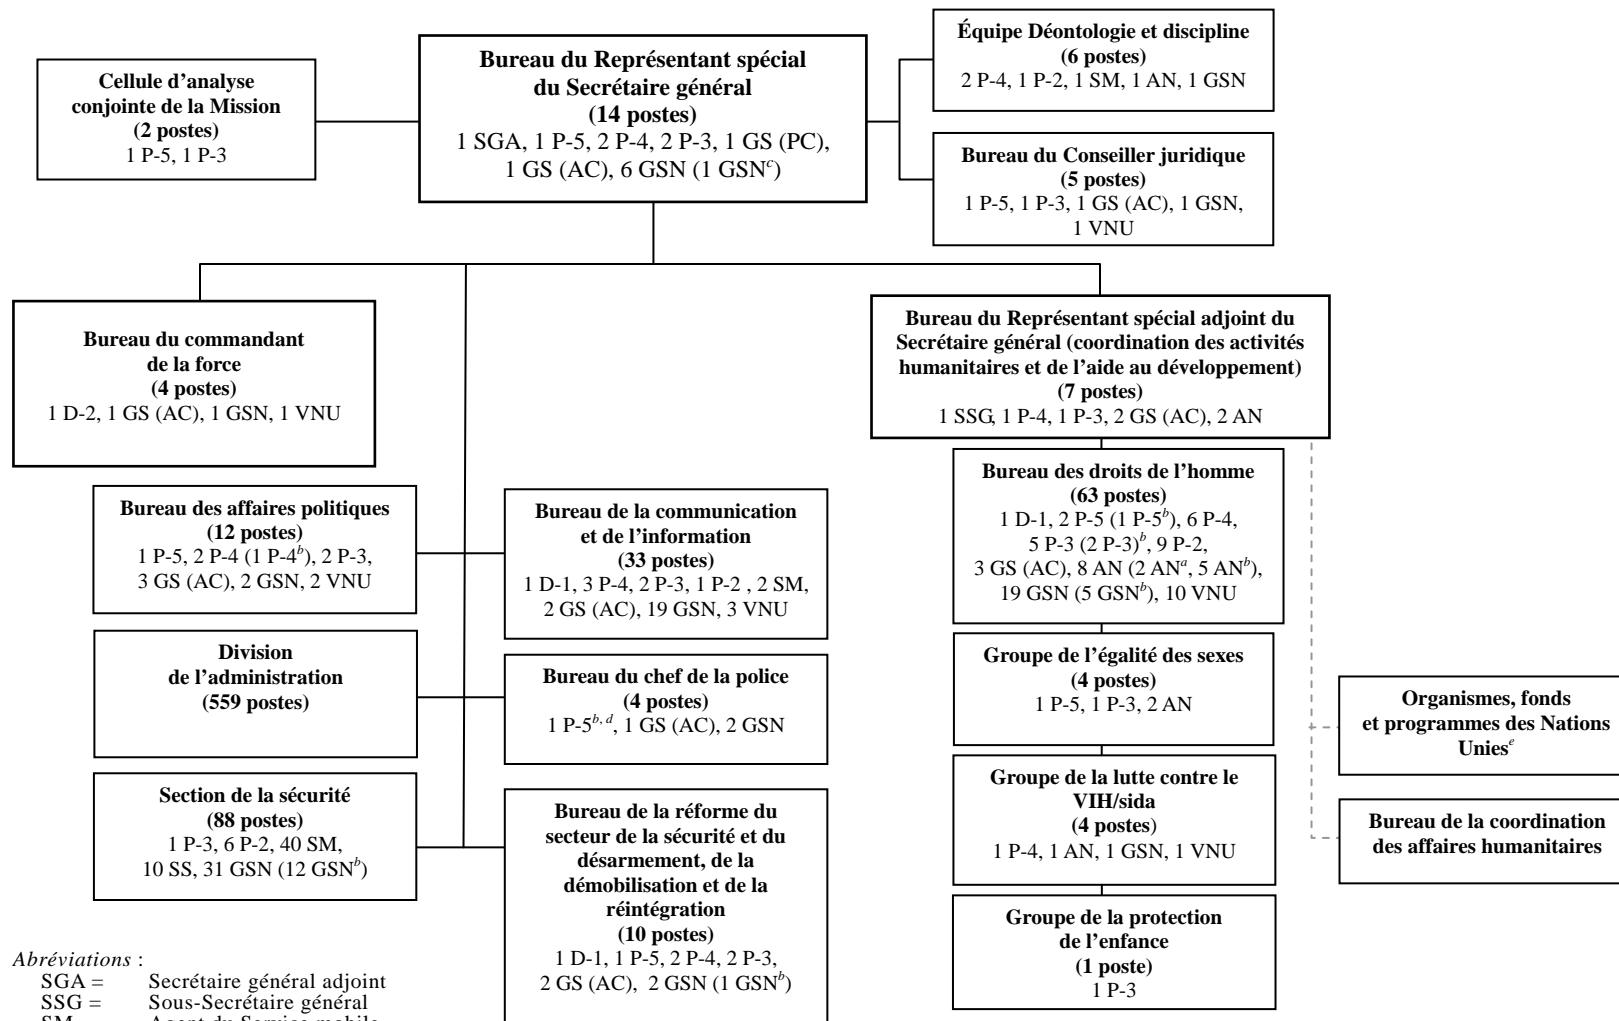 Cellule d'analyse
conjointe de la Mission
(2 postes)
1 P-5, 1 P-3
Bureau du Représentant spécial
du Secrétaire général
(14 postes)
1 SGA, 1 P-5, 2 P-4, 2 P-3, 1 GS (PC),
1 GS (AC), 6 GSN (1 GSN^c)
Équipe Déontologie et discipline
(6 postes)
2 P-4, 1 P-2, 1 SM, 1 AN, 1 GSN
Bureau du Conseiller juridique
(5 postes)
1 P-5, 1 P-3, 1 GS (AC), 1 GSN,
1 VNU
Bureau du commandant
de la force
(4 postes)
1 D-2, 1 GS (AC), 1 GSN, 1 VNU
Bureau du Représentant spécial adjoint du
Secrétaire général (coordination des activités
humanitaires et de l'aide au développement)
(7 postes)
1 SSG, 1 P-4, 1 P-3, 2 GS (AC), 2 AN
Bureau des affaires politiques
(12 postes)
1 P-5, 2 P-4 (1 P-4^b), 2 P-3,
3 GS (AC), 2 GSN, 2 VNU
Division
de l'administration
(559 postes)
Section de la sécurité
(88 postes)
1 P-3, 6 P-2, 40 SM,
10 SS, 31 GSN (12 GSN^b)
Bureau de la communication
et de l'information
(33 postes)
1 D-1, 3 P-4, 2 P-3, 1 P-2 , 2 SM,
2 GS (AC), 19 GSN, 3 VNU
Bureau du chef de la police
(4 postes)
1 P-5^b, d, 1 GS (AC), 2 GSN
Bureau de la réforme du
secteur de la sécurité et du
désarmement, de la
démobilisation et de la
réintégration
(10 postes)
1 D-1, 1 P-5, 2 P-4, 2 P-3,
2 GS (AC), 2 GSN (1 GSN^b)
Bureau des droits de l'homme
(63 postes)
1 D-1, 2 P-5 (1 P-5^b), 6 P-4,
5 P-3 (2 P-3)^b, 9 P-2,
3 GS (AC), 8 AN (2 AN^a, 5 AN^b),
19 GSN (5 GSN^b), 10 VNU
Groupe de l'égalité des sexes
(4 postes)
1 P-5, 1 P-3, 2 AN
Groupe de la lutte contre le
VIH/sida
(4 postes)
1 P-4, 1 AN, 1 GSN, 1 VNU
Groupe de la protection
de l'enfance
(1 poste)
1 P-3
Organismes, fonds
et programmes des Nations
Unies^e
Bureau de la coordination
des affaires humanitaires
Abréviations :
SGA = Secrétaire général adjoint
SSG = Sous-Secrétaire général
SM Agent du Service mobile